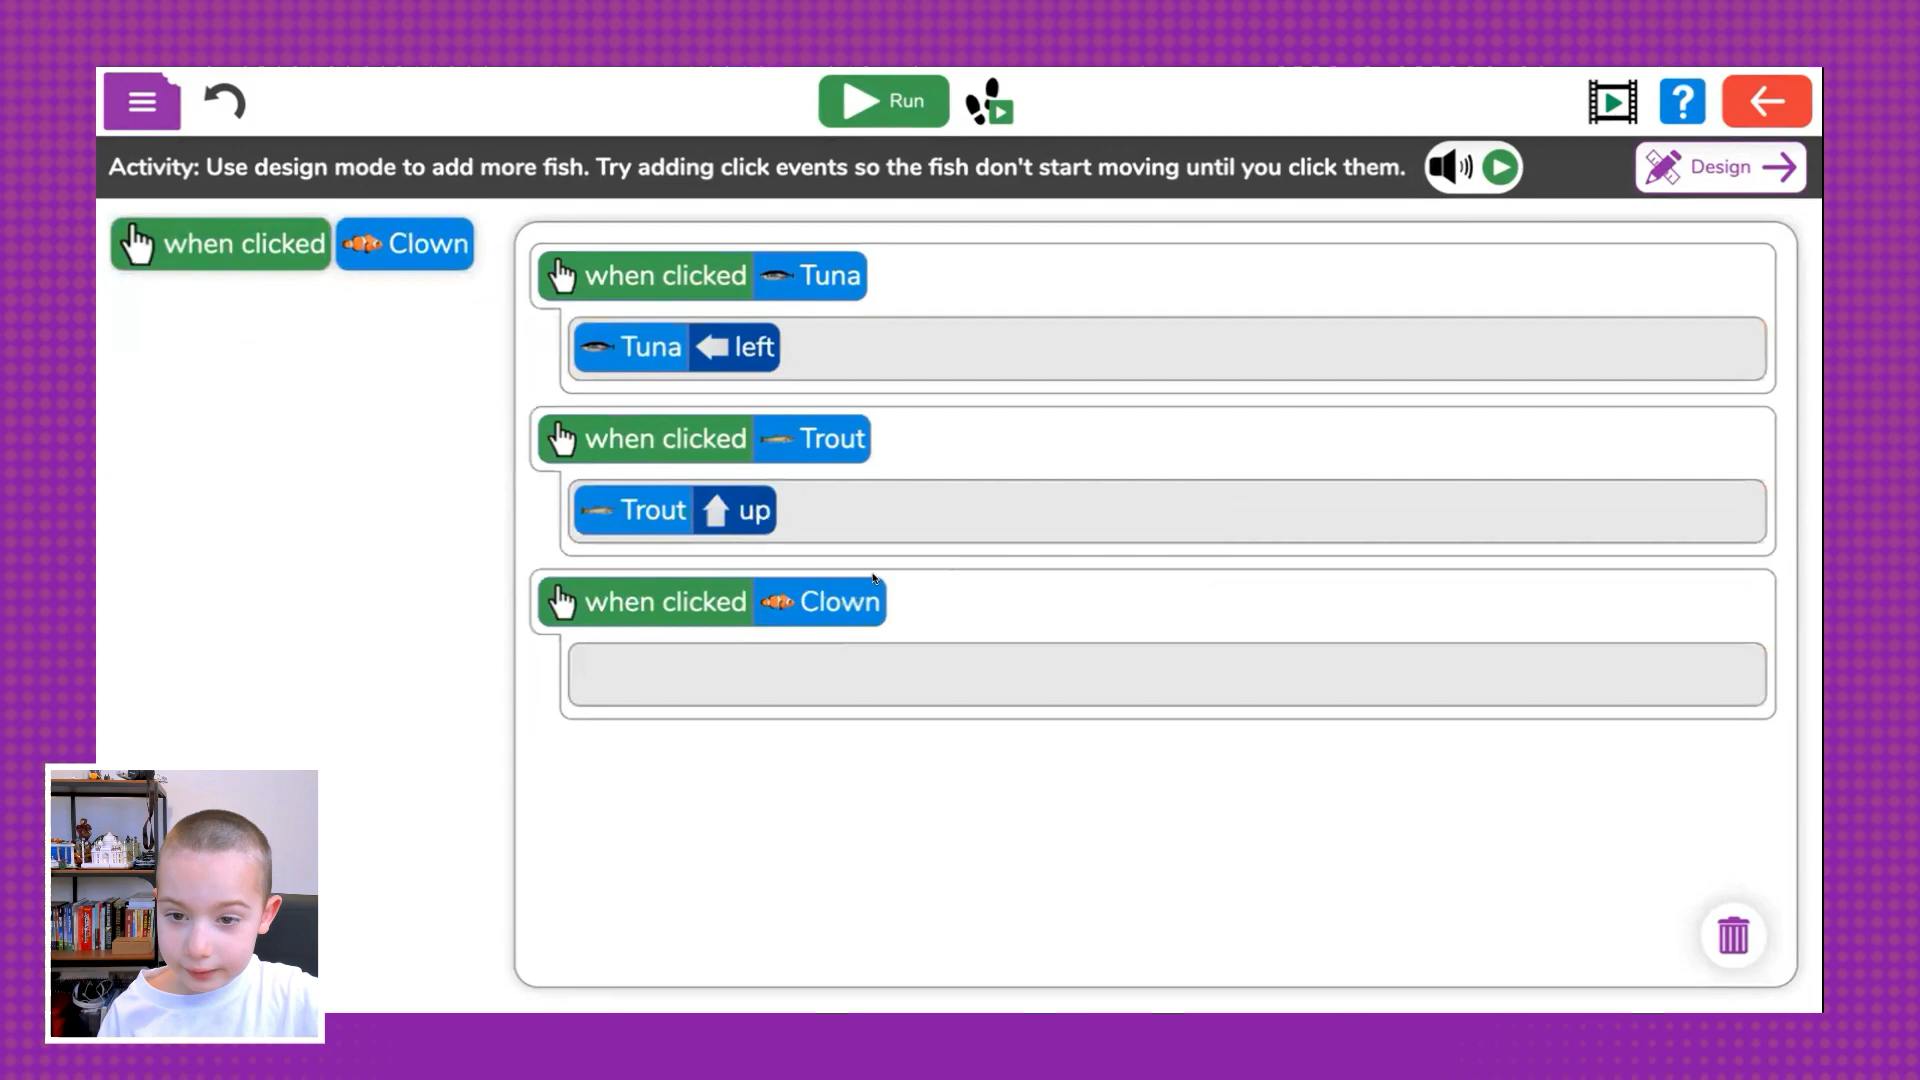 Run
Activity: Use design mode to add more fish. Try adding click events so the fish don't start moving until you click them.
Design
when clicked Clown
when clicked Tuna
Tuna left
when clicked Trout
Trout up
when clicked Clown